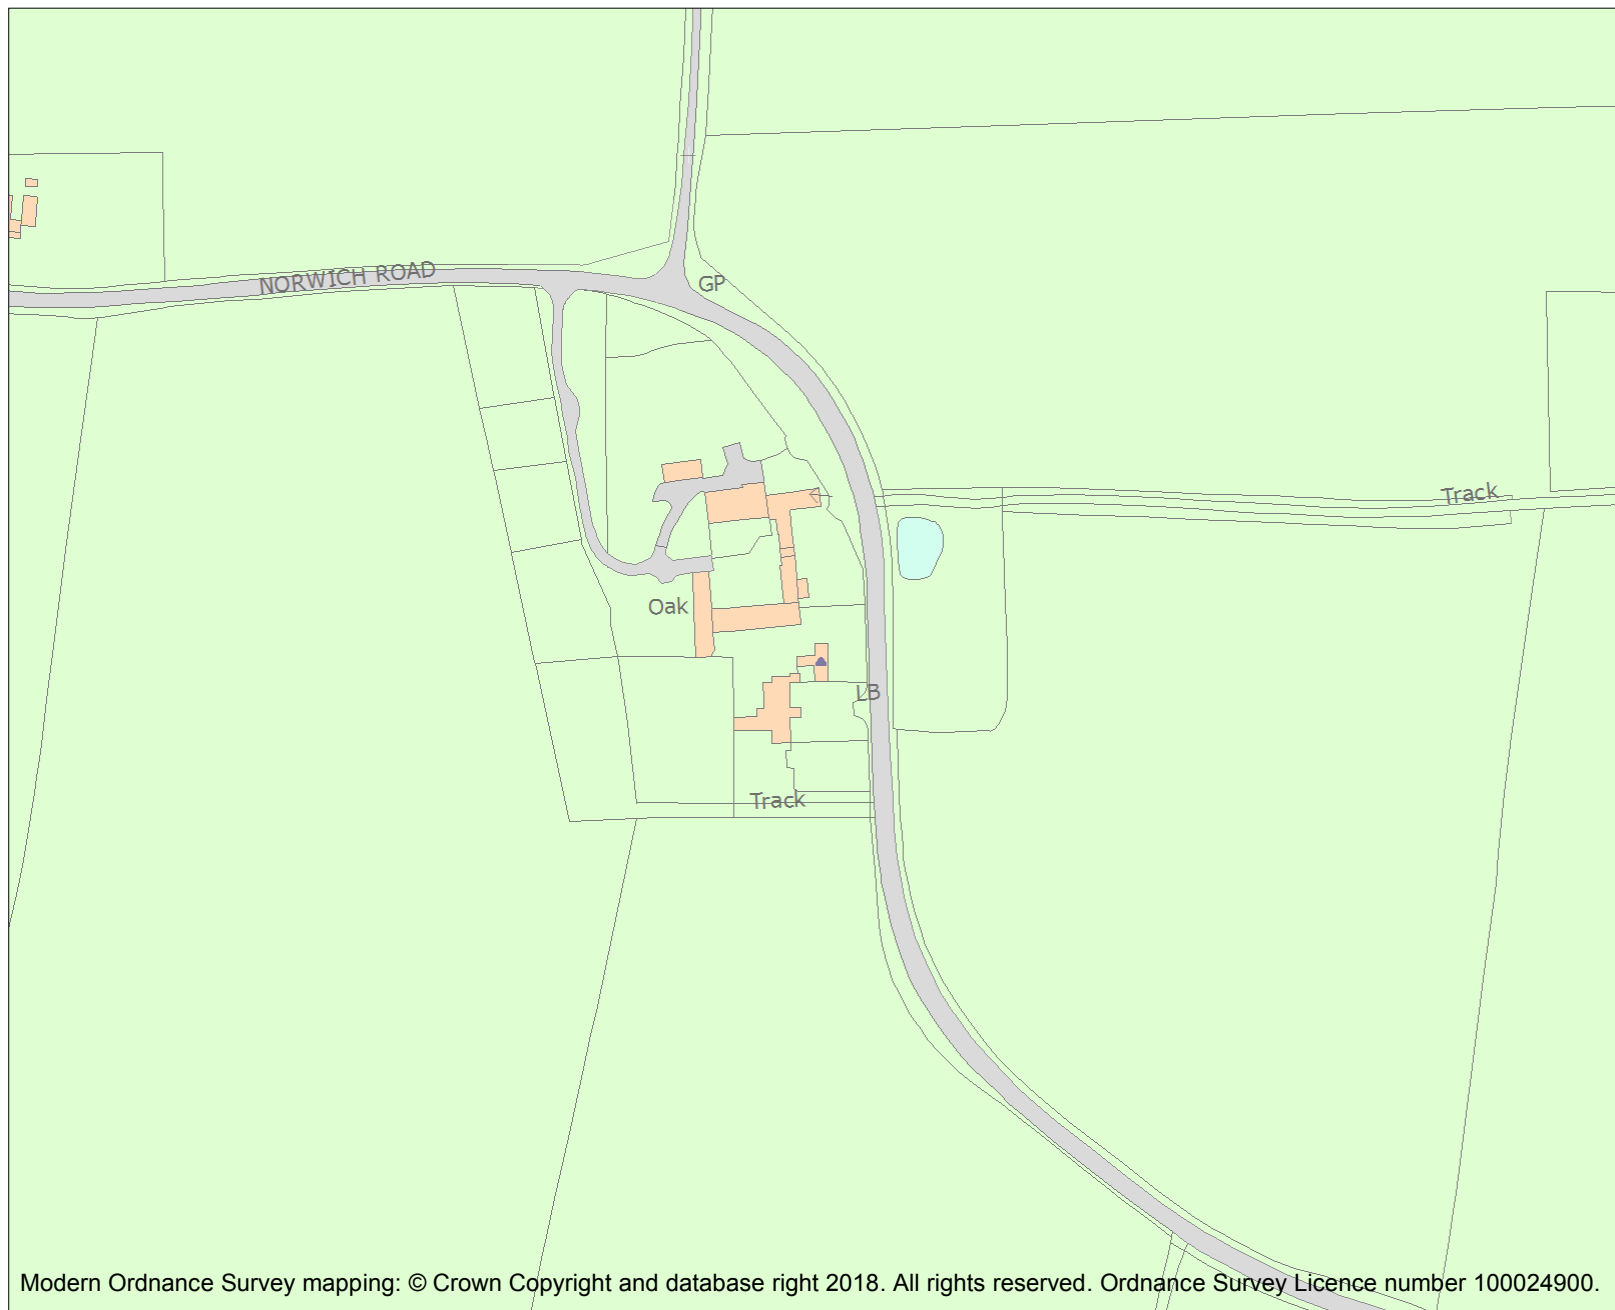 NORWICH ROAD
GP
Track
Oak
LB
Track
Modern Ordnance Survey mapping: © Crown Copyright and database right 2018. All rights reserved. Ordnance Survey Licence number 100024900.